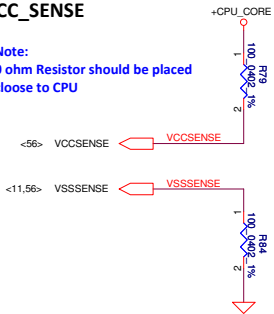 CC_SENSE
+CPU_CORE
Note:
0 ohm Resistor should be placed
cloose to CPU
1
R79
100_0402_1%
2
<56> VCCSENSE
VCCSENSE
<11,56> VSSSENSE
VSSSENSE
1
R84
100_0402_1%
2